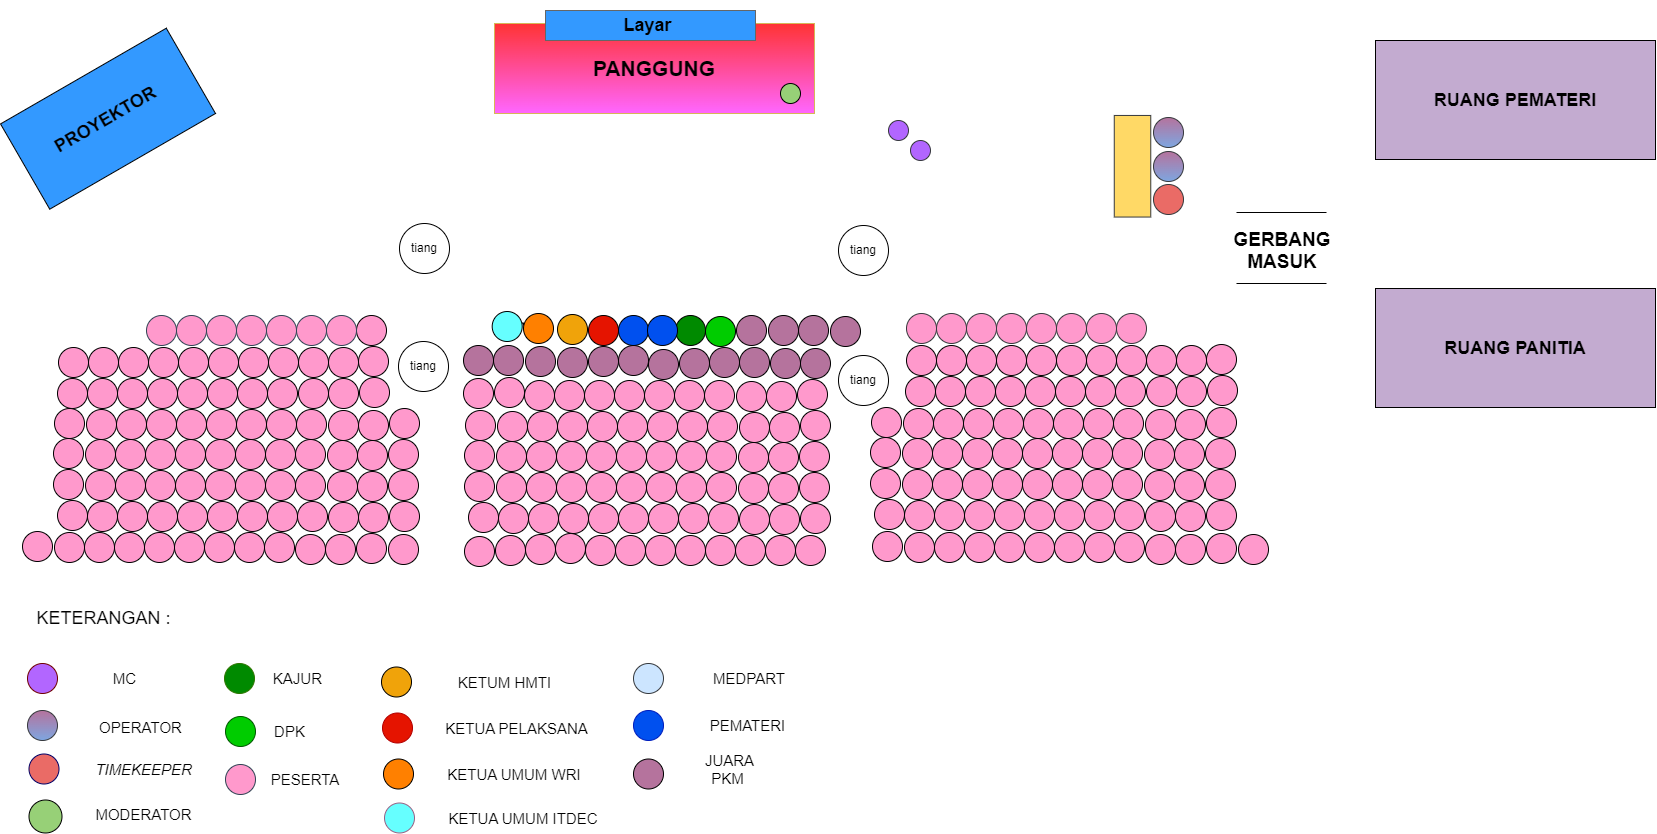 Layar
PANGGUNG
PROYEKTOR
RUANG PEMATERI
tiang
tiang
GERBANG
MASUK
tiang
tiang
RUANG PANITIA
KETERANGAN :
MC
KAJUR
KETUM HMTI
MEDPART
OPERATOR
DPK
KETUA PELAKSANA
PEMATERI
TIMEKEEPER
PESERTA
KETUA UMUM WRI
JUARA
PKM
MODERATOR
KETUA UMUM ITDEC